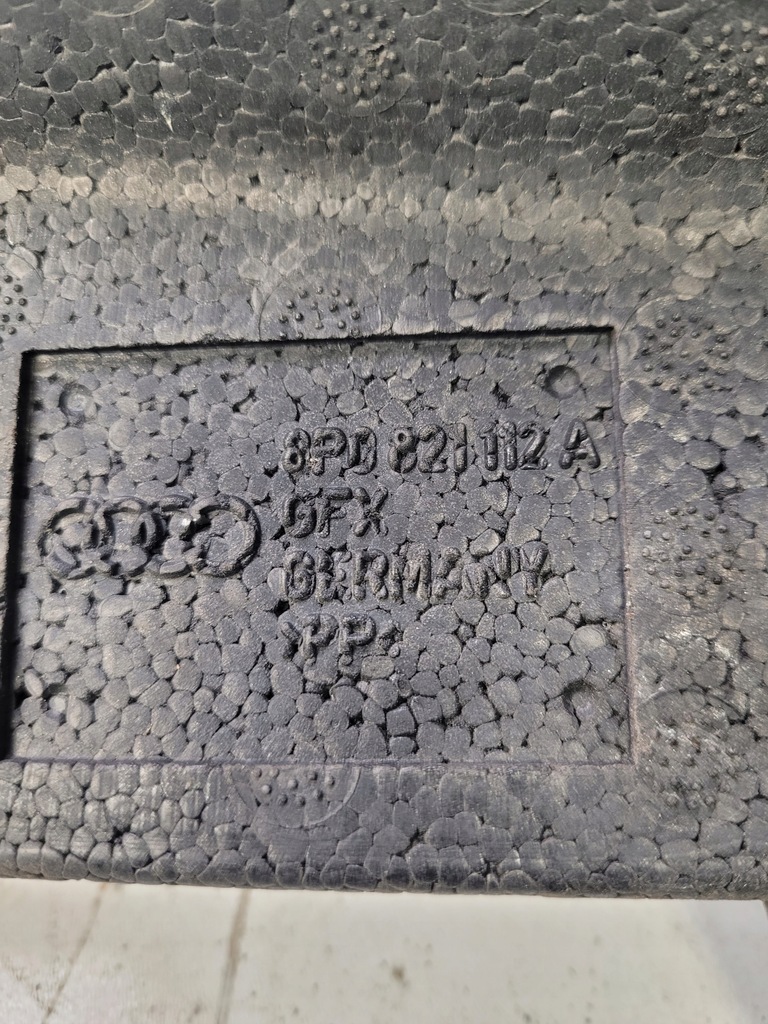 8P0 821 112 A
GFX
GERMANY
>PP<